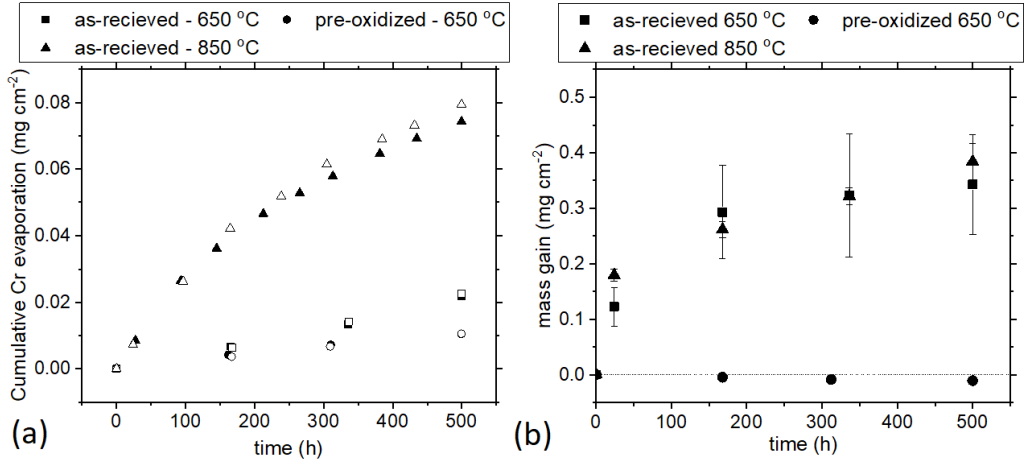 as-recieved - 650 °C
pre-oxidized - 650 °C
as-recieved - 850 °C
Cumulative Cr evaporation (mg cm-2)
0.08
0.06
0.04
0.02
0.00
0
100
200
300
400
500
time (h)
(a)
as-recieved 650 °C
pre-oxidized 650 °C
as-recieved 850 °C
mass gain (mg cm-2)
0.5
0.4
0.3
0.2
0.1
0.0
0
100
200
300
400
500
time (h)
(b)